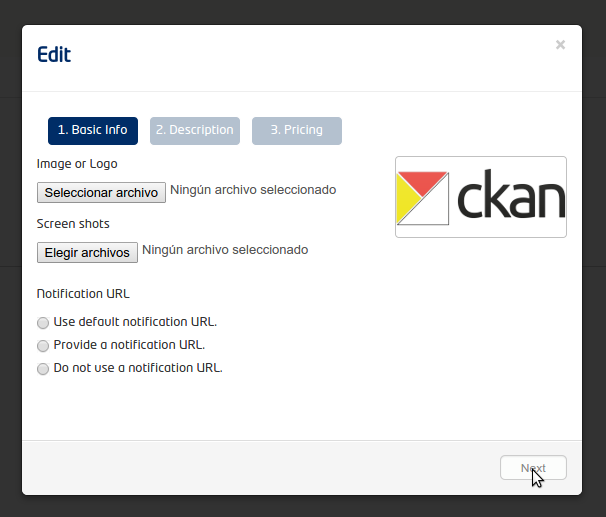 Edit
×
1. Basic Info
2. Description
3. Pricing
Image or Logo
Seleccionar archivo Ningún archivo seleccionado
ckan
Screen shots
Elegir archivos Ningún archivo seleccionado
Notification URL
Use default notification URL.
Provide a notification URL.
Do not use a notification URL.
Next